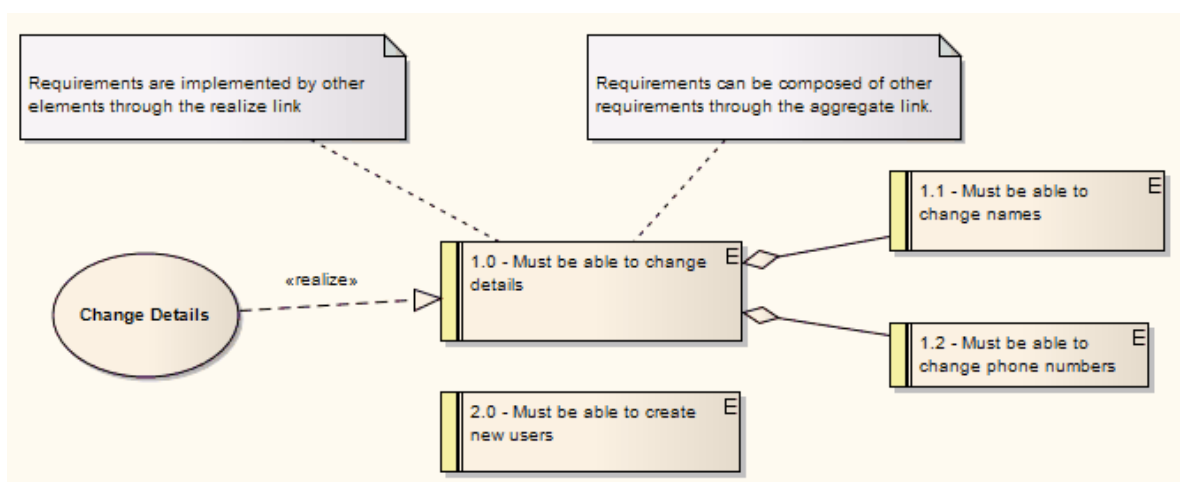 Requirements are implemented by other
elements through the realize link
Requirements can be composed of other
requirements through the aggregate link.
E
1.1 - Must be able to
change names
E
1.0 - Must be able to change
details
«realize»
Change Details
E
1.2 - Must be able to
change phone numbers
E
2.0 - Must be able to create
new users